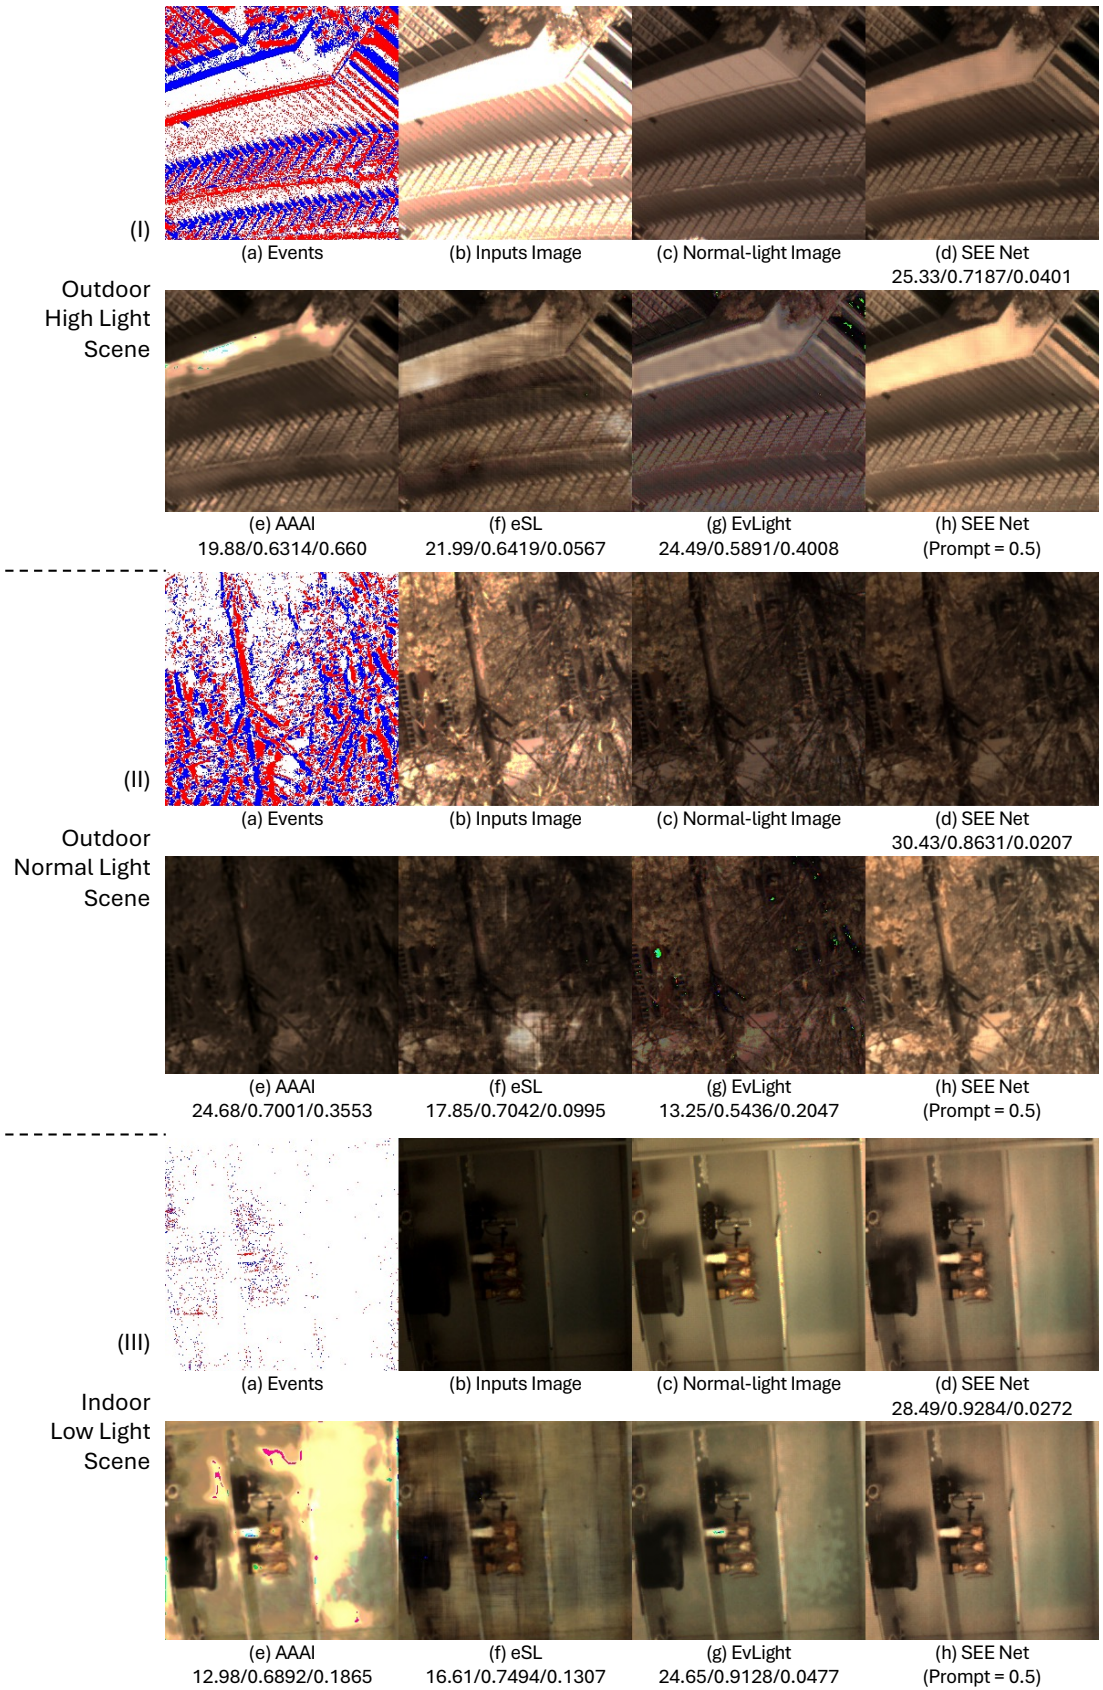 (I)
Outdoor
High Light
Scene
(a) Events
(b) Inputs Image
(c) Normal-light Image
(d) SEE Net
25.33/0.7187/0.0401
(e) AAAI
19.88/0.6314/0.660
(f) eSL
21.99/0.6419/0.0567
(g) EvLight
24.49/0.5891/0.4008
(h) SEE Net
(Prompt = 0.5)
(II)
Outdoor
Normal Light
Scene
(a) Events
(b) Inputs Image
(c) Normal-light Image
(d) SEE Net
30.43/0.8631/0.0207
(e) AAAI
24.68/0.7001/0.3553
(f) eSL
17.85/0.7042/0.0995
(g) EvLight
13.25/0.5436/0.2047
(h) SEE Net
(Prompt = 0.5)
(III)
Indoor
Low Light
Scene
(a) Events
(b) Inputs Image
(c) Normal-light Image
(d) SEE Net
28.49/0.9284/0.0272
(e) AAAI
12.98/0.6892/0.1865
(f) eSL
16.61/0.7494/0.1307
(g) EvLight
24.65/0.9128/0.0477
(h) SEE Net
(Prompt = 0.5)